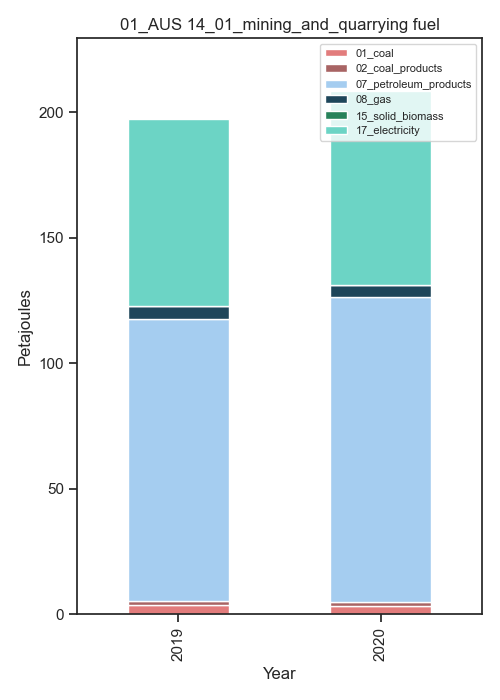 01_AUS 14_01_mining_and_quarrying fuel
01_coal
02_coal_products
07_petroleum_products
08_gas
15_solid_biomass
17_electricity
200
150
100
50
0
Petajoules
2019
2020
Year